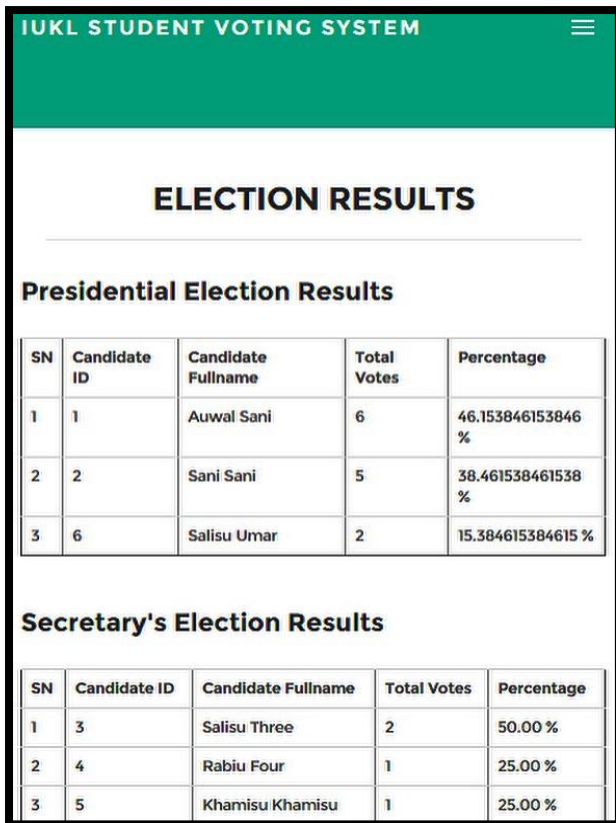 IUKL STUDENT VOTING SYSTEM
ELECTION RESULTS
Presidential Election Results
SN Candidate ID Candidate Fullname Total Votes Percentage
1 1 Auwal Sani 6 46.153846153846 %
2 2 Sani Sani 5 38.461538461538 %
3 6 Salisu Umar 2 15.384615384615 %
Secretary's Election Results
SN Candidate ID Candidate Fullname Total Votes Percentage
1 3 Salisu Three 2 50.00 %
2 4 Rabiu Four 1 25.00 %
3 5 Khamisu Khamisu 1 25.00 %